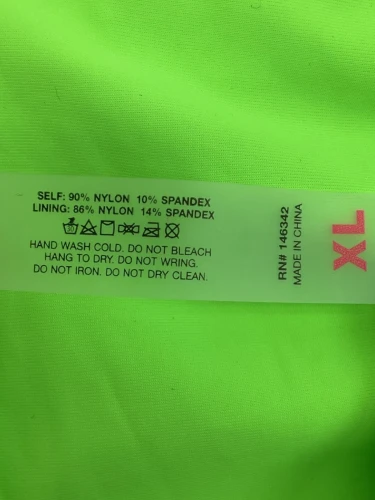 SELF: 90% NYLON 10% SPANDEX
LINING: 86% NYLON 14% SPANDEX
HAND WASH COLD. DO NOT BLEACH
HANG TO DRY. DO NOT WRING.
DO NOT IRON. DO NOT DRY CLEAN.
RN# 146342
MADE IN CHINA
XL